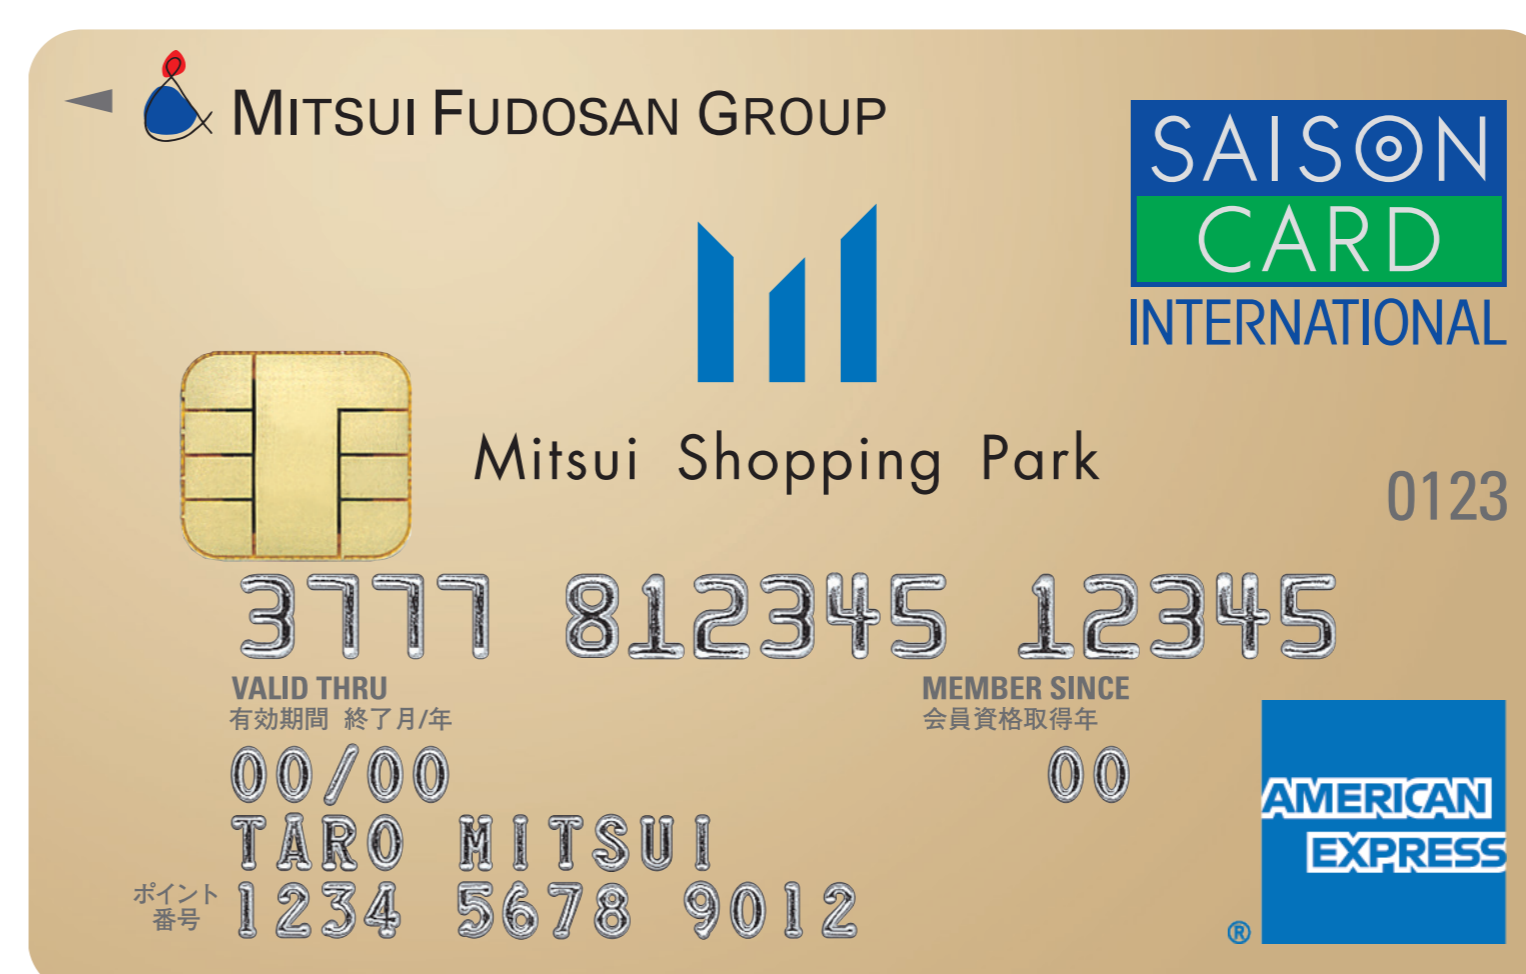 MITSUI FUDOSAN GROUP
SAISON
CARD
INTERNATIONAL
Mitsui Shopping Park
0123
3777 812345 12345
VALID THRU
有効期間 終了月/年
MEMBER SINCE
会員資格取得年
00/00
00
TARO MITSUI
ポイント
番号
1234 5678 9012
AMERICAN
EXPRESS
®